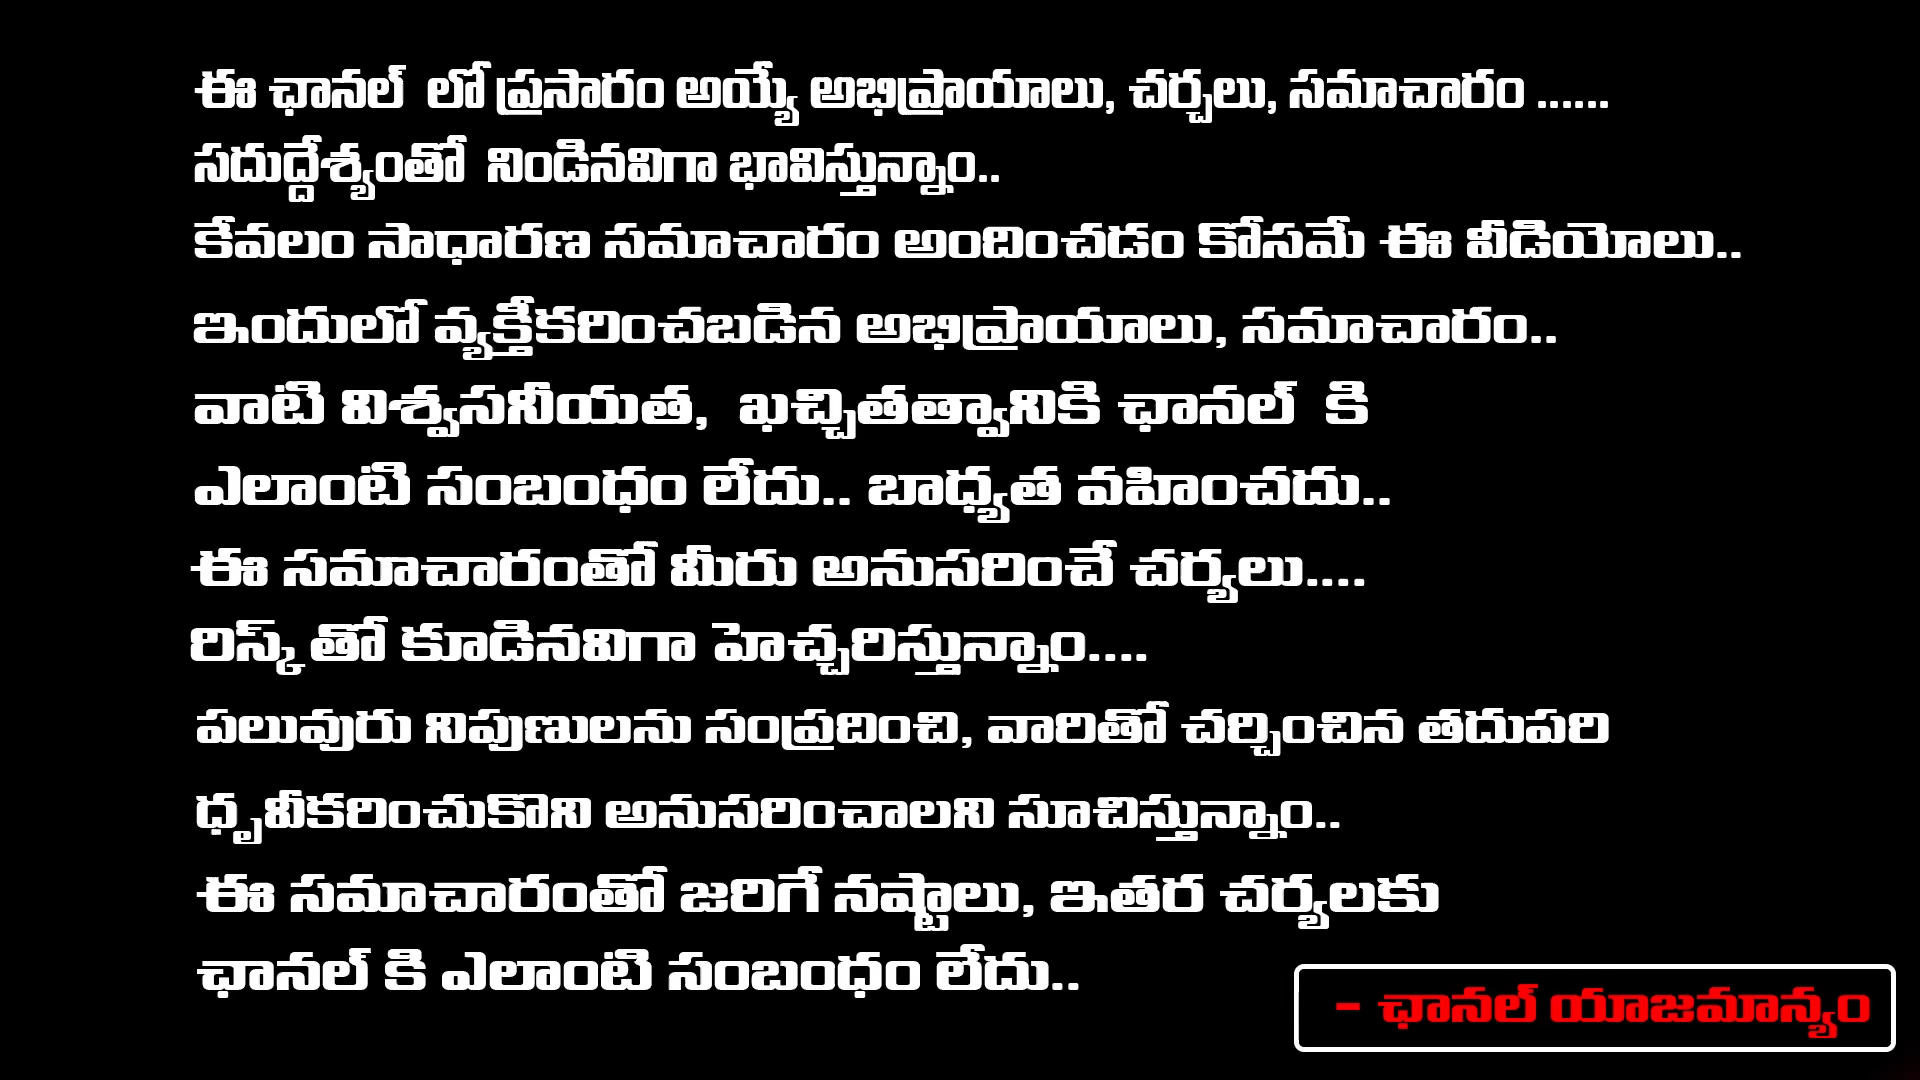 ఈ ఛానల్ లో ప్రసారం అయ్యే అభిప్రాయాలు, చర్చలు, సమాచారం ......
సదుద్దేశ్యంతో నిండినవిగా భావిస్తున్నాం..
కేవలం సాధారణ సమాచారం అందించడం కోసమే ఈ వీడియోలు..
ఇందులో వ్యక్తీకరించబడిన అభిప్రాయాలు, సమాచారం..
వాటి విశ్వసనీయత, ఖచ్చితత్వానికి ఛానల్ కి
ఎలాంటి సంబంధం లేదు.. బాధ్యత వహించదు..
ఈ సమాచారంతో మీరు అనుసరించే చర్యలు....
రిస్క్ తో కూడినవిగా హెచ్చరిస్తున్నాం....
పలువురు నిపుణులను సంప్రదించి, వారితో చర్చించిన తదుపరి
ధృవీకరించుకొని అనుసరించాలని సూచిస్తున్నాం..
ఈ సమాచారంతో జరిగే నష్టాలు, ఇతర చర్యలకు
ఛానల్ కి ఎలాంటి సంబంధం లేదు..
- ఛానల్ యాజమాన్యం